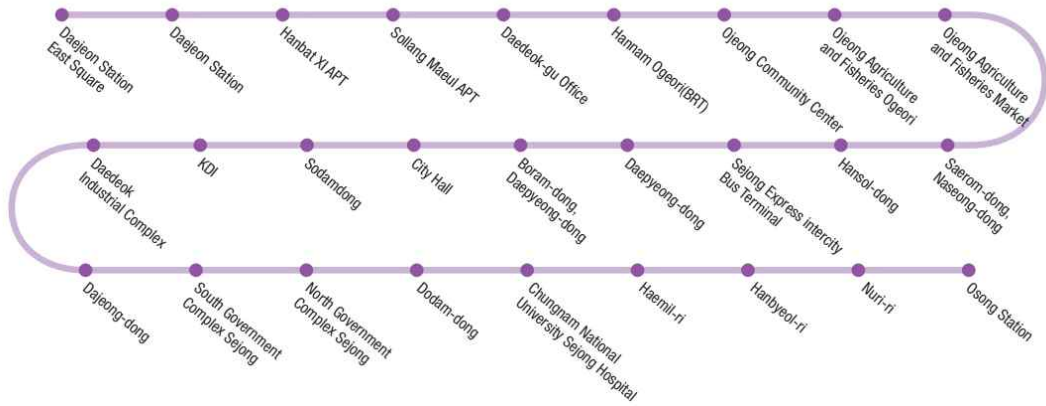 Daejeon Station
East Square
Daejeon Station
Hanbat XI APT
Sollang Maeul APT
Daedeok-gu Office
Hannam Ogeori(BRT)
Ojeong Community Center
Ojeong Agriculture
and Fisheries Ogeori
Ojeong Agriculture
and Fisheries Market
Daedeok
Industrial Complex
KDI
Sodamdong
City Hall
Boram-dong,
Daepyeong-dong
Daepyeong-dong
Sejong Express intercity
Bus Terminal
Hansol-dong
Saerom-dong,
Naseong-dong
Dajeong-dong
South Government
Complex Sejong
North Government
Complex Sejong
Dodam-dong
Chungnam National
University Sejong Hospital
Haemil-ri
Hanbyeol-ri
Nuri-ri
Osong Station